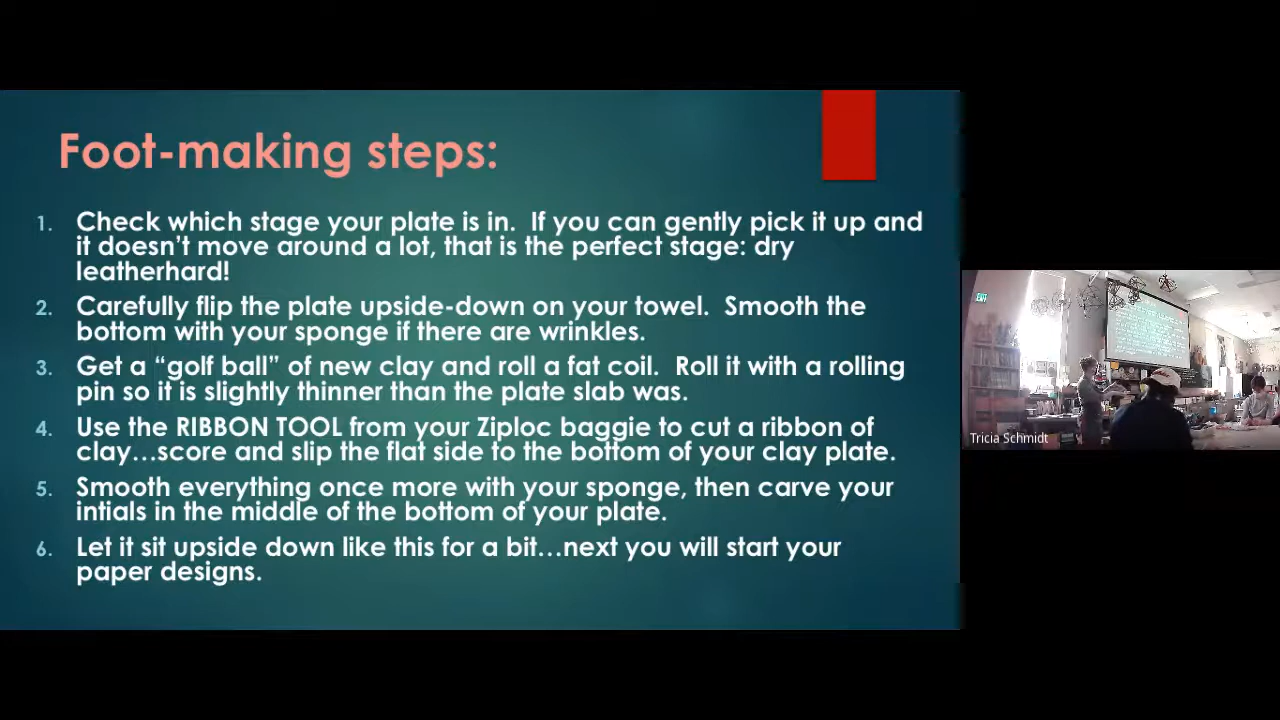 Foot-making steps:
1. Check which stage your plate is in.  If you can gently pick it up and
it doesn't move around a lot, that is the perfect stage: dry
leatherhard!
2. Carefully flip the plate upside-down on your towel.  Smooth the
bottom with your sponge if there are wrinkles.
3. Get a “golf ball” of new clay and roll a fat coil.  Roll it with a rolling
pin so it is slightly thinner than the plate slab was.
4. Use the RIBBON TOOL from your Ziploc baggie to cut a ribbon of
clay…score and slip the flat side to the bottom of your clay plate.
5. Smooth everything once more with your sponge, then carve your
intials in the middle of the bottom of your plate.
6. Let it sit upside down like this for a bit…next you will start your
paper designs.
EXIT
Tricia Schmidt